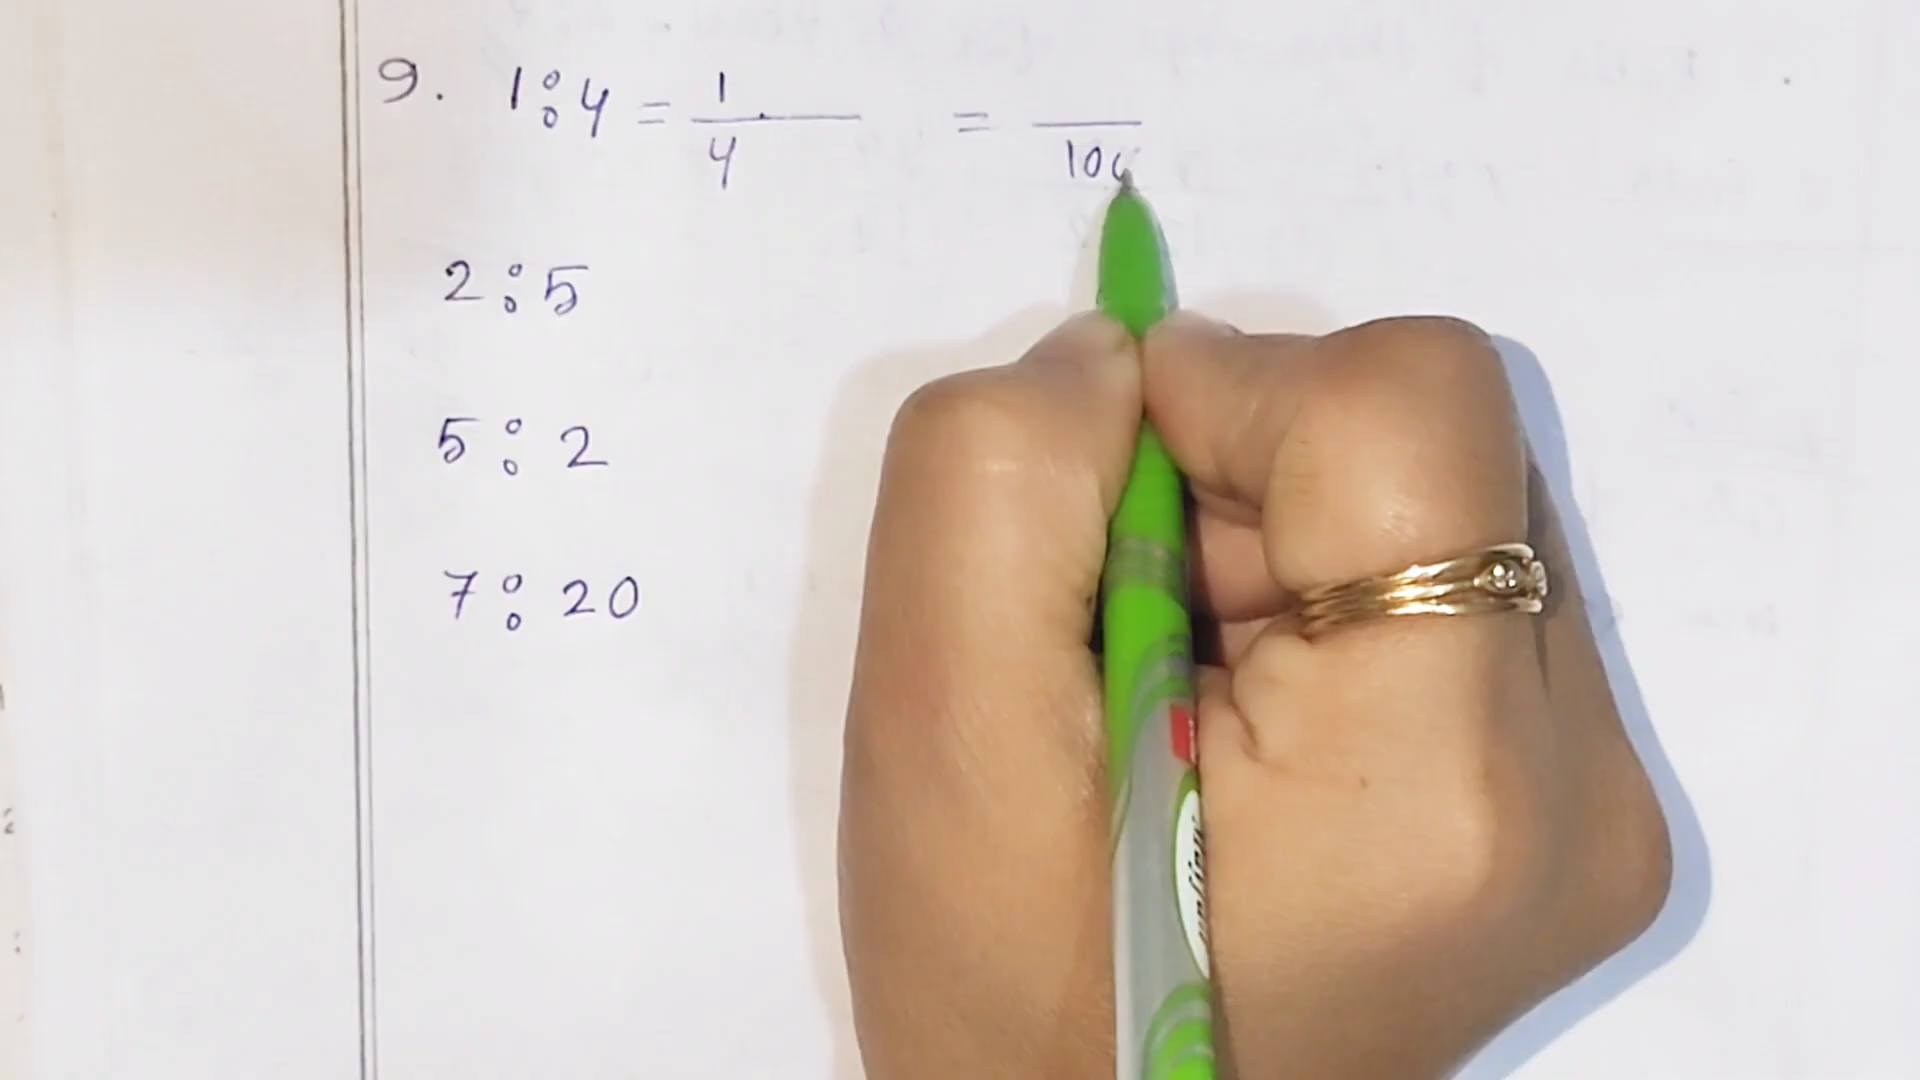 9. 1:4 = 1/4 = /100
2:5
5:2
7:20